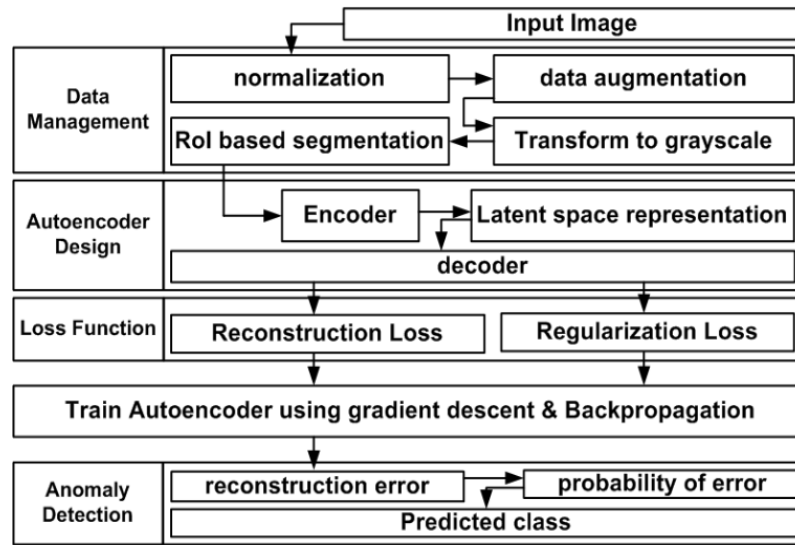 Input Image
Data
Management
normalization
data augmentation
RoI based segmentation
Transform to grayscale
Autoencoder
Design
Encoder
Latent space representation
decoder
Loss Function
Reconstruction Loss
Regularization Loss
Train Autoencoder using gradient descent & Backpropagation
Anomaly
Detection
reconstruction error
probability of error
Predicted class